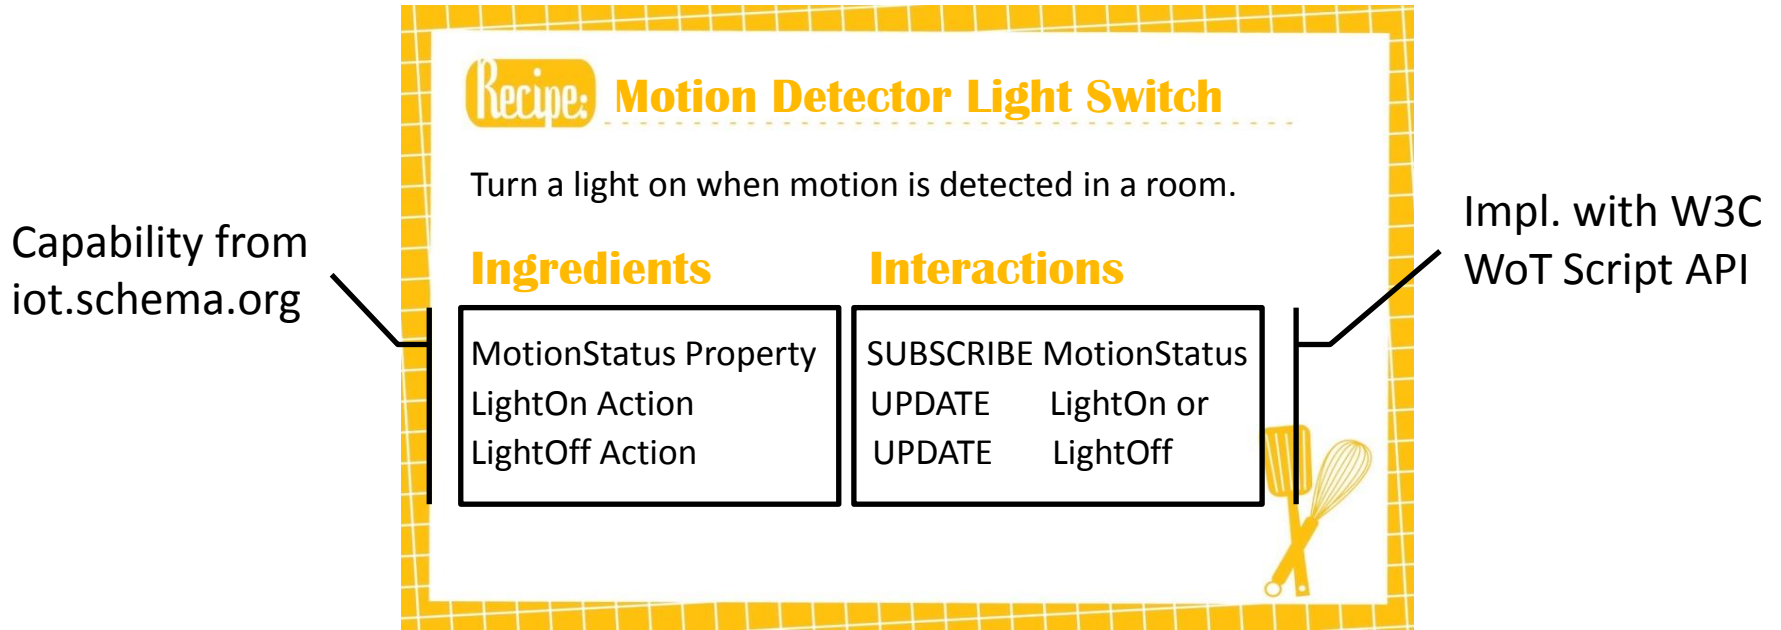 Recipe: Motion Detector Light Switch
Turn a light on when motion is detected in a room.
Capability from
iot.schema.org
Ingredients
MotionStatus Property
LightOn Action
LightOff Action
Interactions
SUBSCRIBE MotionStatus
UPDATE LightOn or
UPDATE LightOff
Impl. with W3C
WoT Script API